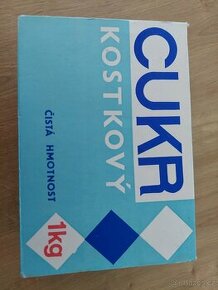 CUKR
KOSTKOVÝ
ČISTÁ HMOTNOST
1kg